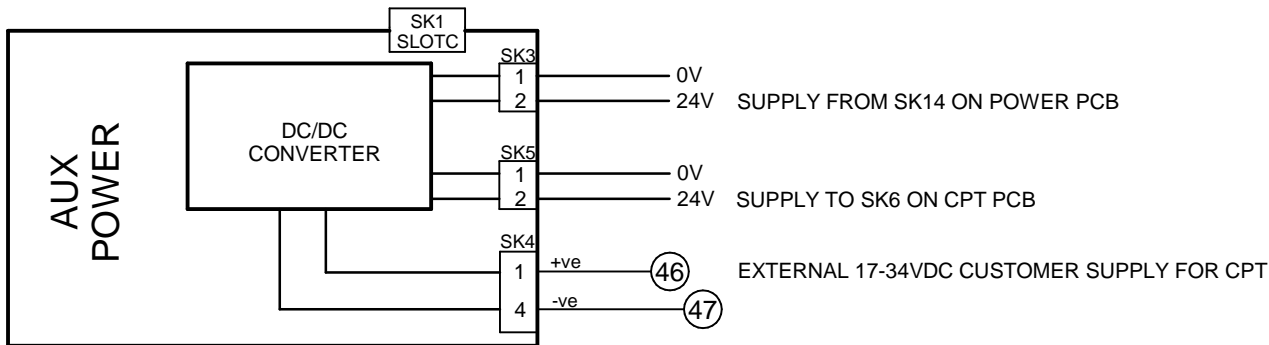 SK1
SLOTC
SK3
1 0V
2 24V SUPPLY FROM SK14 ON POWER PCB
DC/DC
CONVERTER
AUX
POWER
SK5
1 0V
2 24V SUPPLY TO SK6 ON CPT PCB
SK4
1 +ve 46 EXTERNAL 17-34VDC CUSTOMER SUPPLY FOR CPT
4 -ve 47